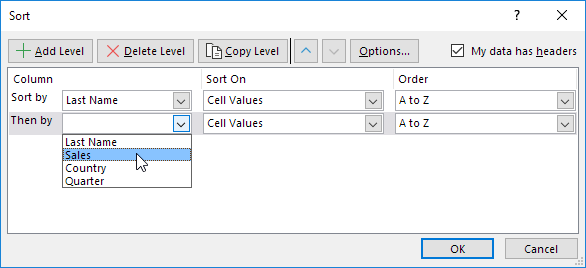 Sort
?
Add Level Delete Level Copy Level Options... My data has headers
Column Sort On Order
Sort by Last Name Cell Values A to Z
Then by Cell Values A to Z
Last Name
Sales
Country
Quarter
OK Cancel